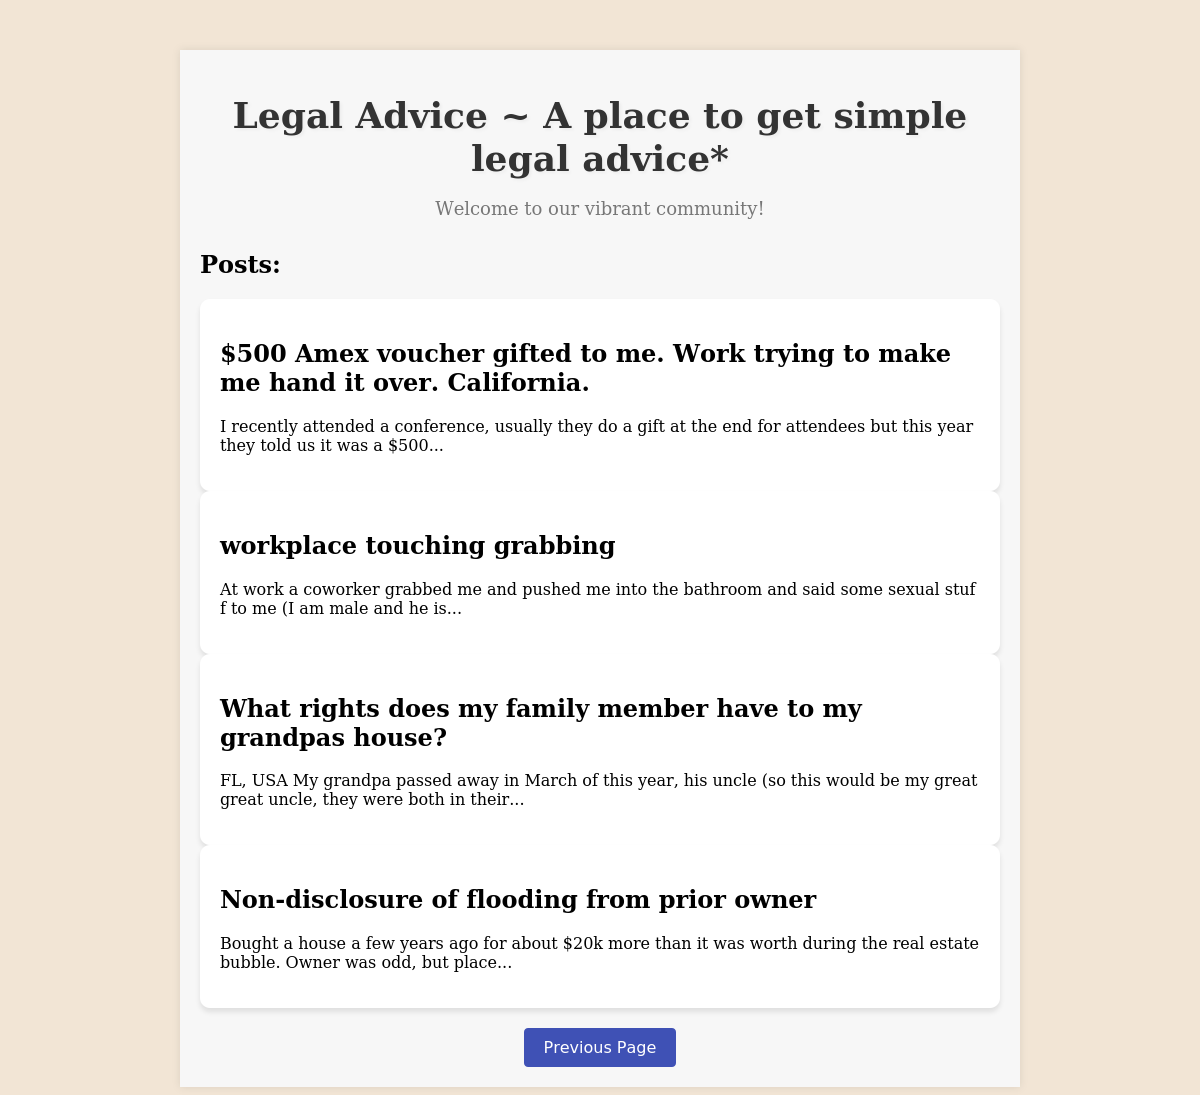 Legal Advice ~ A place to get simple
legal advice*
Welcome to our vibrant community!
Posts:
$500 Amex voucher gifted to me. Work trying to make
me hand it over. California.
I recently attended a conference, usually they do a gift at the end for attendees but this year
they told us it was a $500...
workplace touching grabbing
At work a coworker grabbed me and pushed me into the bathroom and said some sexual stuf
f to me (I am male and he is...
What rights does my family member have to my
grandpas house?
FL, USA My grandpa passed away in March of this year, his uncle (so this would be my great
great uncle, they were both in their...
Non-disclosure of flooding from prior owner
Bought a house a few years ago for about $20k more than it was worth during the real estate
bubble. Owner was odd, but place...
Previous Page